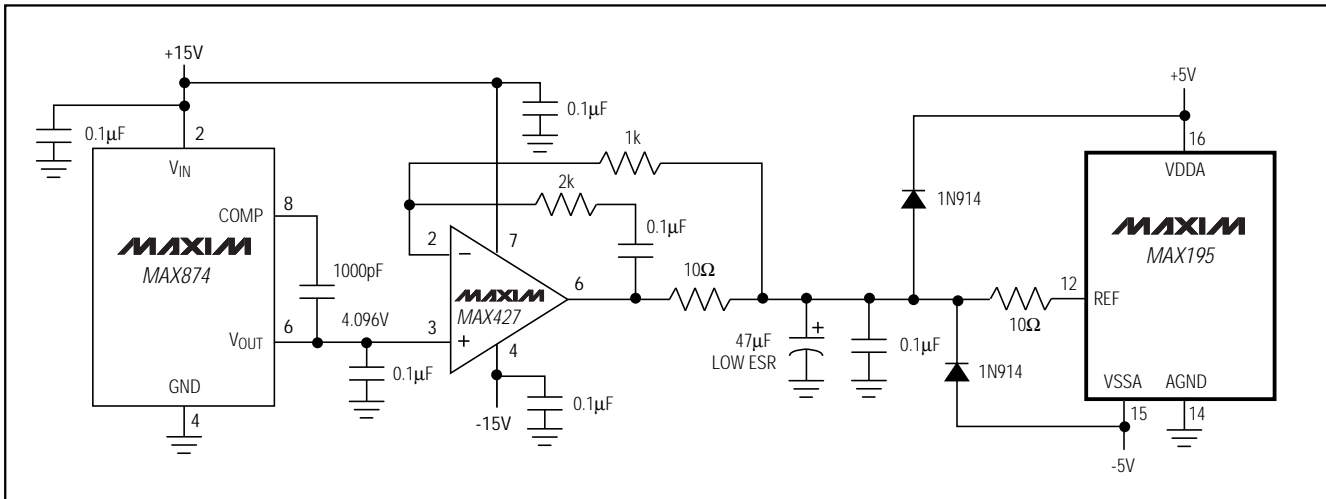 +15V
+5V
0.1µF
2
0.1µF
1k
16
VIN
VDDA
2k
1N914
COMP
8
0.1µF
MAXIM
MAX874
2
7
MAXIM
MAX195
1000pF
−
10Ω
6
MAXIM
MAX427
12
REF
4.096V
6
VOUT
3
+
4
+
47µF
LOW ESR
0.1µF
10Ω
0.1µF
1N914
GND
VSSA
AGND
4
0.1µF
-15V
15
14
-5V